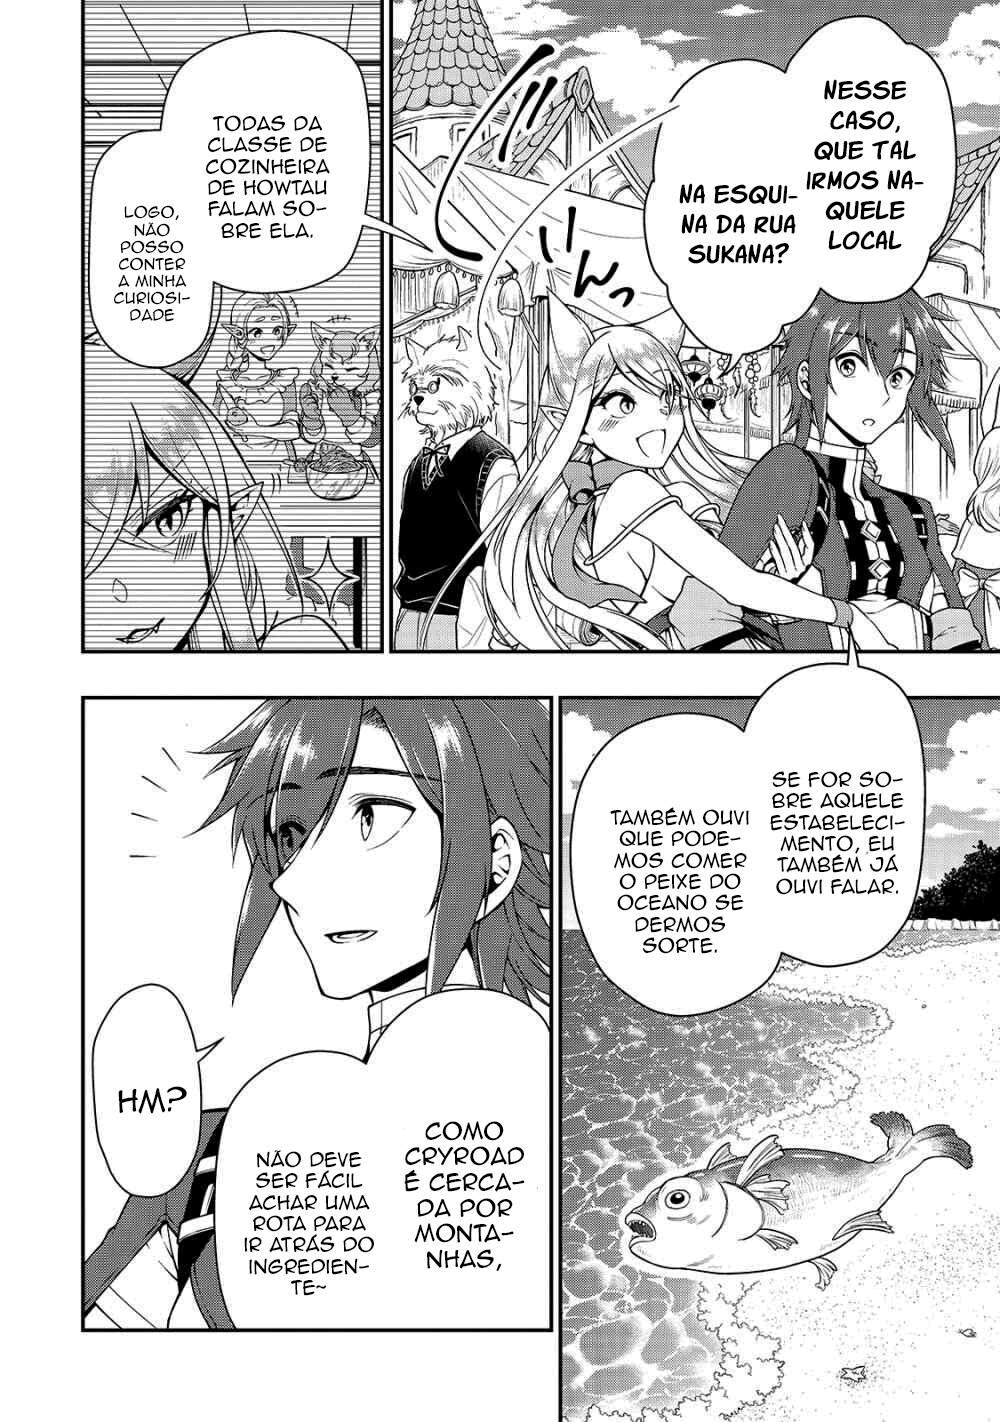 NESSE
CASO,
QUE TAL
IRMOS NA-
QUELE
LOCAL
NA ESQUI-
NA DA RUA
SUKANA?
ぐいんっ
TODAS DA
CLASSE DE
COZINHEIRA
DE HOWTAU
FALAM SO-
BRE ELA.
LOGO,
NÃO
POSSO
CONTER
A MINHA
CURIOSI-
DADE
SE FOR SO-
BRE AQUELE
ESTABELECI-
MENTO, EU
TAMBÉM JÁ
OUVI FALAR.
TAMBÉM OUVI
QUE PODE-
MOS COMER
O PEIXE DO
OCEANO SE
DERMOS
SORTE.
COMO
CRYROAD
É CERCA-
DA POR
MONTA-
NHAS,
NÃO DEVE
SER FÁCIL
ACHAR UMA
ROTA PARA
IR ATRÁS DO
INGREDIEN-
TE~
HM?